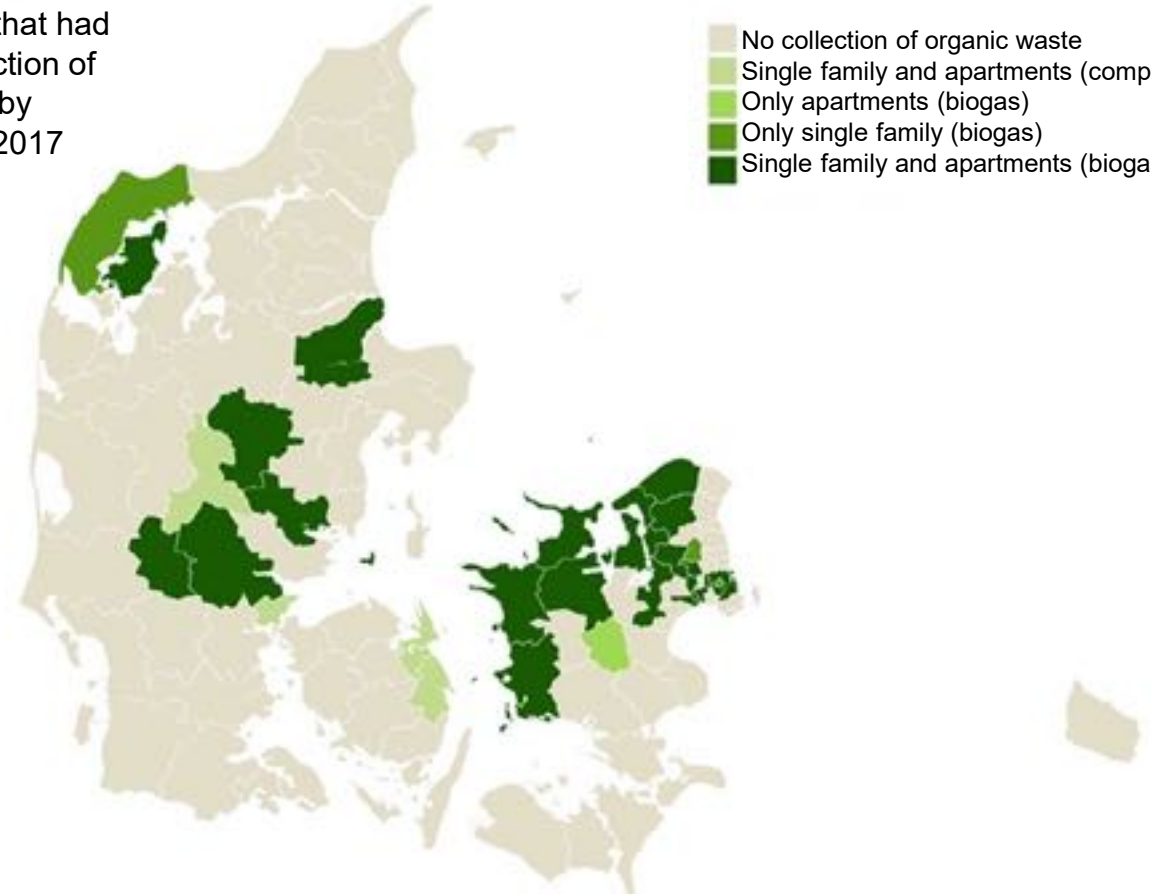 that had
ction of
by
2017
No collection of organic waste
Single family and apartments (comp
Only apartments (biogas)
Only single family (biogas)
Single family and apartments (bioga